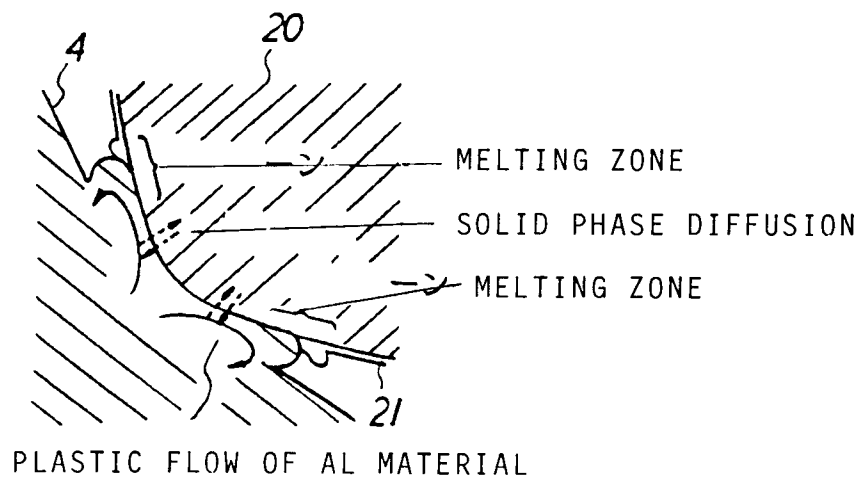 4
20
MELTING ZONE
SOLID PHASE DIFFUSION
MELTING ZONE
21
PLASTIC FLOW OF AL MATERIAL